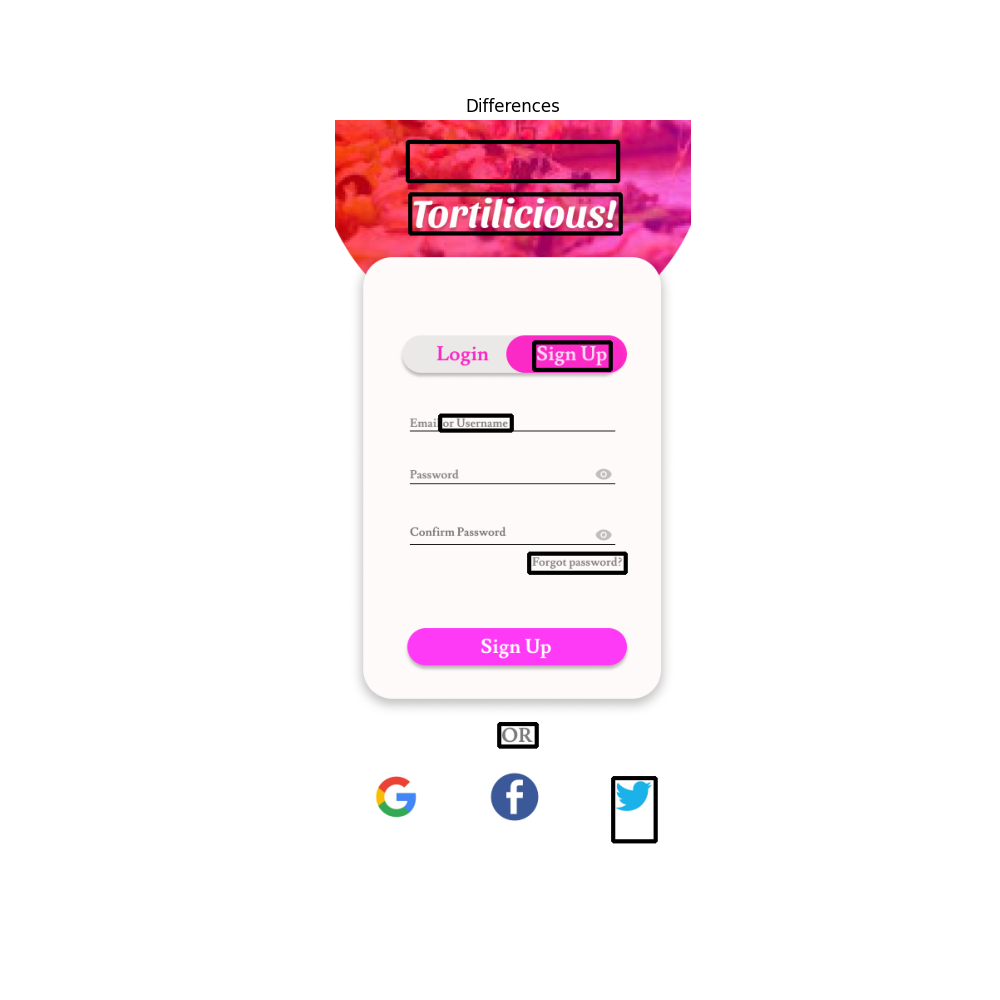 Differences
Tortilicious!
Login Sign Up
Email or Username
Password
Confirm Password
Forgot password?
Sign Up
OR